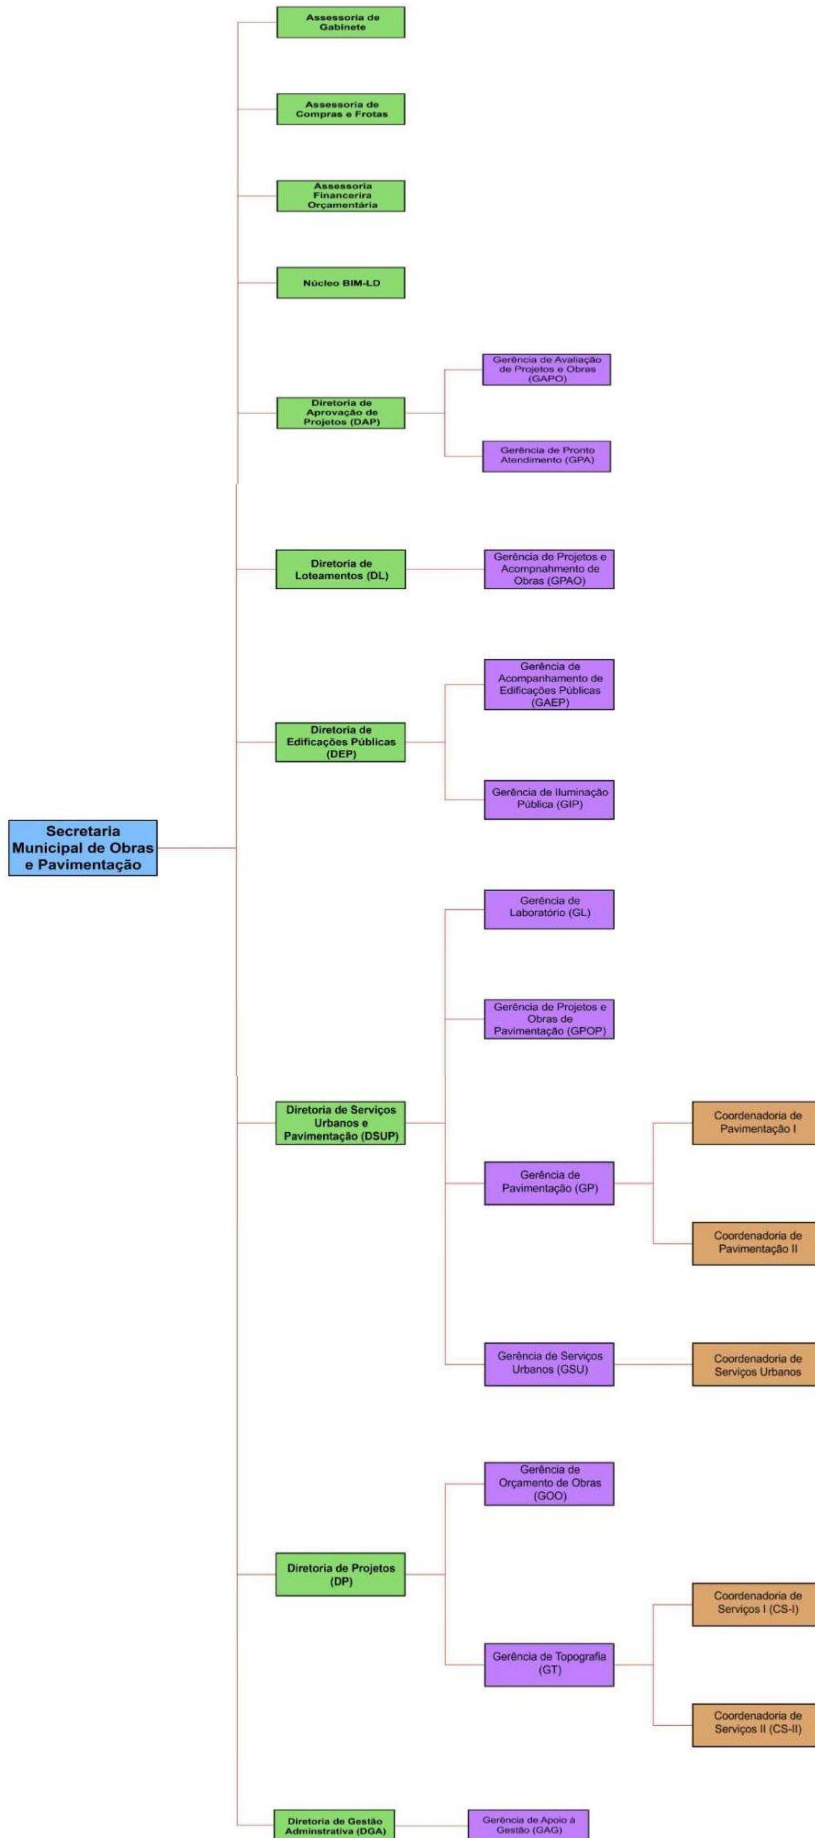 Assessoria de
Gabinete
Assessoria de
Compras e Frotas
Assessoria
Financerira
Orçamentária
Núcleo BIM-LD
Gerência de Avaliação
de Projetos e Obras
(GAPO)
Diretoria de
Aprovação de
Projetos (DAP)
Gerência de Pronto
Atendimento (GPA)
Diretoria de
Loteamentos (DL)
Gerência de Projetos e
Acompnahmento de
Obras (GPAO)
Gerência de
Acompanhamento de
Edificações Públicas
(GAEP)
Diretoria de
Edificações Públicas
(DEP)
Gerência de Iluminação
Pública (GIP)
Secretaria
Municipal de Obras
e Pavimentação
Gerência de
Laboratório (GL)
Gerência de Projetos e
Obras de
Pavimentação (GPOP)
Diretoria de Serviços
Urbanos e
Pavimentação (DSUP)
Coordenadoria de
Pavimentação I
Gerência de
Pavimentação (GP)
Coordenadoria de
Pavimentação II
Gerência de Serviços
Urbanos (GSU)
Coordenadoria de
Serviços Urbanos
Gerência de
Orçamento de Obras
(GOO)
Diretoria de Projetos
(DP)
Coordenadoria de
Serviços I (CS-I)
Gerência de Topografia
(GT)
Coordenadoria de
Serviços II (CS-II)
Diretoria de Gestão
Adminstrativa (DGA)
Gerência de Apoio à
Gestão (GAG)